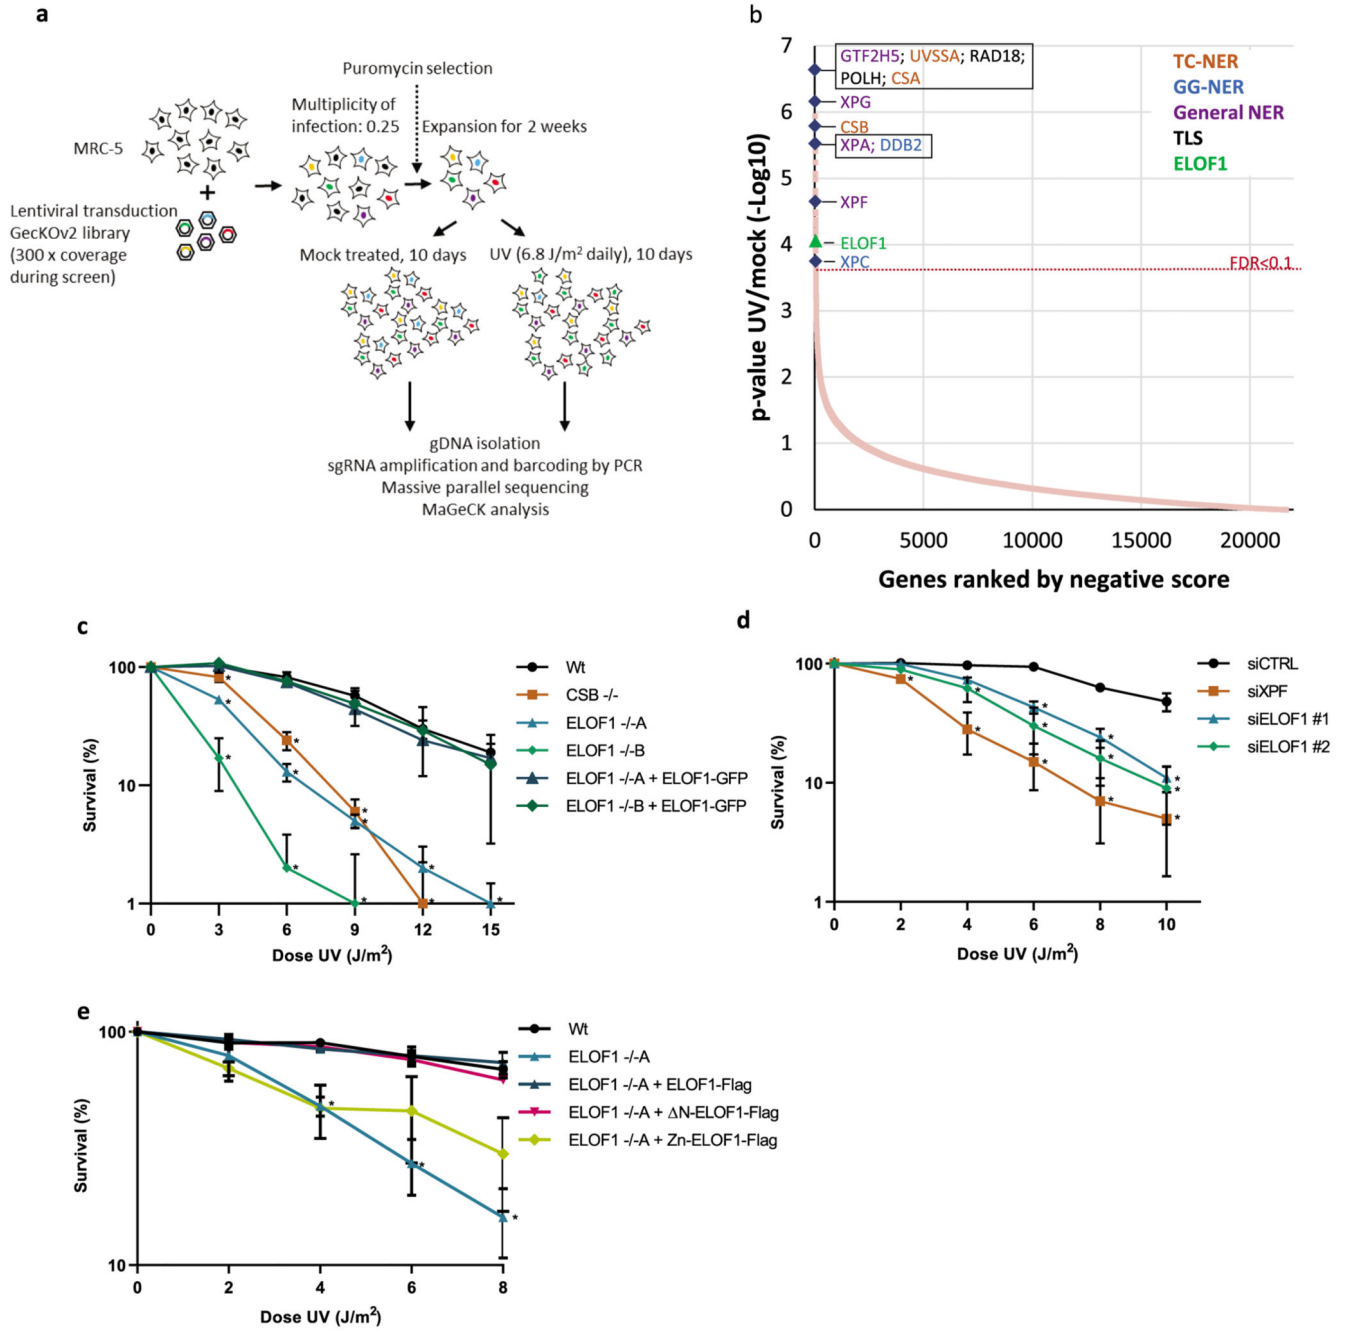 a
Puromycin selection
Multiplicity of
infection: 0.25
Expansion for 2 weeks
MRC-5
+
Lentiviral transduction
GecKOv2 library
(300 x coverage
during screen)
Mock treated, 10 days
UV (6.8 J/m2 daily), 10 days
gDNA isolation
sgRNA amplification and barcoding by PCR
Massive parallel sequencing
MaGeCK analysis
b
p-value UV/mock (-Log10)
7
6
5
4
3
2
1
0
GTF2H5; UVSSA; RAD18;
POLH; CSA
XPG
CSB
XPA; DDB2
XPF
ELOF1
XPC
TC-NER
GG-NER
General NER
TLS
ELOF1
FDR<0.1
0 5000 10000 15000 20000
Genes ranked by negative score
c
Survival (%)
100
10
1
0 3 6 9 12 15
Dose UV (J/m2)
Wt
CSB -/-
ELOF1 -/-A
ELOF1 -/-B
ELOF1 -/-A + ELOF1-GFP
ELOF1 -/-B + ELOF1-GFP
d
Survival (%)
100
10
1
0 2 4 6 8 10
Dose UV (J/m2)
siCTRL
siXPF
siELOF1 #1
siELOF1 #2
e
Survival (%)
100
10
0 2 4 6 8
Dose UV (J/m2)
Wt
ELOF1 -/-A
ELOF1 -/-A + ELOF1-Flag
ELOF1 -/-A + ΔN-ELOF1-Flag
ELOF1 -/-A + Zn-ELOF1-Flag